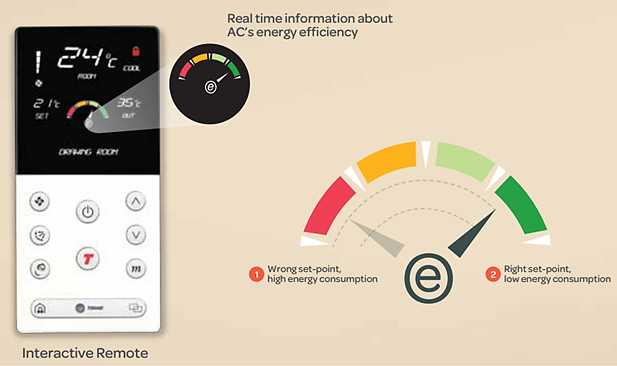 Real time information about
AC's energy efficiency
24°C
ROOM
COOL
21°C
SET
35°C
OUT
DRAWING ROOM
e
T
m
TRANE
Interactive Remote
e
1 Wrong set-point,
high energy consumption
2 Right set-point,
low energy consumption